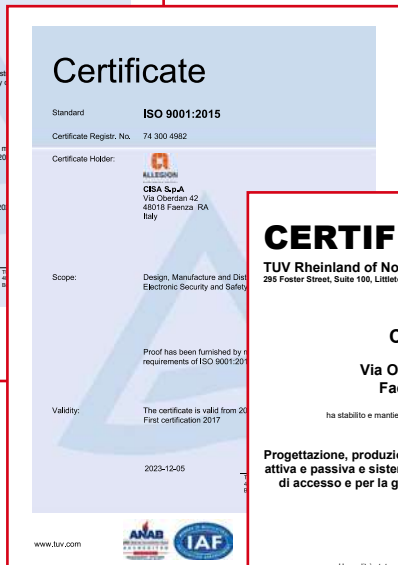 Certificate
Standard ISO 9001:2015
Certificate Registr. No. 74 300 4982
Certificate Holder:
ALLEGION
CISA S.p.A
Via Oberdan 42
48018 Faenza RA
Italy
Scope: Design, Manufacture and Dist
Electronic Security and Safety
Proof has been furnished by
requirements of ISO 9001:201
Validity: The certificate is valid from 20
First certification 2017
2023-12-05
www.tuv.com
ANAB
ACCREDITED
IAF
CERTIF
TUV Rheinland of No
295 Foster Street, Suite 100, Littlet
C
Via O
Fa
ha stabilito e mantie
Progettazione, produzi
attiva e passiva e siste
di accesso e per la g